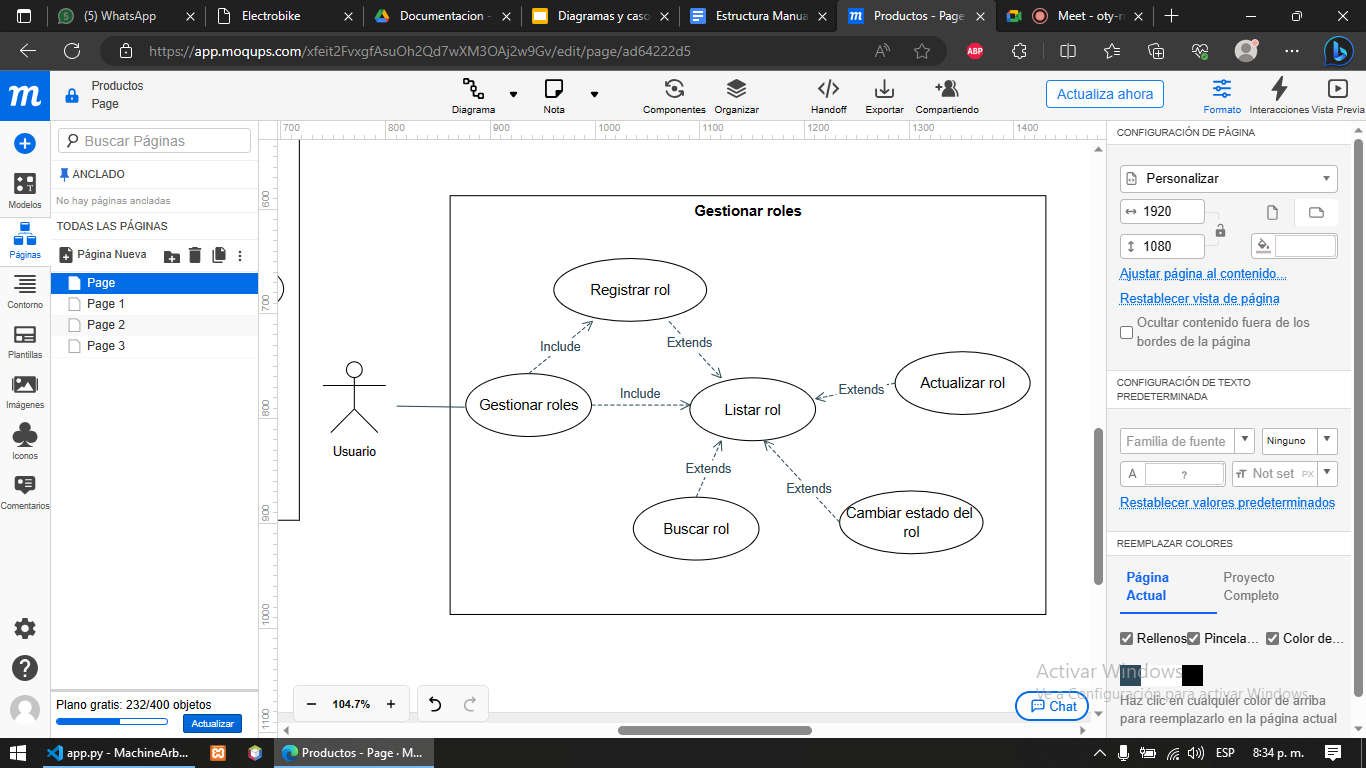 (5) WhatsApp
Electrobike
Documentacion -
Diagramas y caso
Estructura Manua
Productos - Page
Meet - oty-r
https://app.moqups.com/xfeit2FvxgfAsuOh2Qd7wXM3OAj2w9Gv/edit/page/ad64222d5
ABP
m
Productos
Page
Diagrama
Nota
Componentes
Organizar
Handoff
Exportar
Compartiendo
Actualiza ahora
Formato
Interacciones
Vista Previa
Modelos
Páginas
Contorno
Plantillas
Imágenes
Iconos
Comentarios
Buscar Páginas
ANCLADO
No hay páginas ancladas
TODAS LAS PÁGINAS
Página Nueva
Page
Page 1
Page 2
Page 3
Plano gratis: 232/400 objetos
Actualizar
700
800
900
1000
1100
1200
1300
1400
600
700
800
900
1000
1100
Gestionar roles
Registrar rol
Include
Extends
Gestionar roles
Include
Listar rol
Extends
Actualizar rol
Usuario
Extends
Extends
Buscar rol
Cambiar estado del
rol
104.7%
CONFIGURACIÓN DE PÁGINA
Personalizar
1920
1080
Ajustar página al contenido...
Restablecer vista de página
Ocultar contenido fuera de los
bordes de la página
CONFIGURACIÓN DE TEXTO
PREDETERMINADA
Familia de fuente
Ninguno
A
?
Not set
PX
Restablecer valores predeterminados
REEMPLAZAR COLORES
Página
Actual
Proyecto
Completo
Rellenos
Pincela...
Color de...
Activar Windows
Ve a Configuración para activar Windows.
Haz clic en cualquier color de arriba
para reemplazarlo en la página actual
Chat
app.py - MachineArb...
Productos - Page · M...
ESP
8:34 p. m.